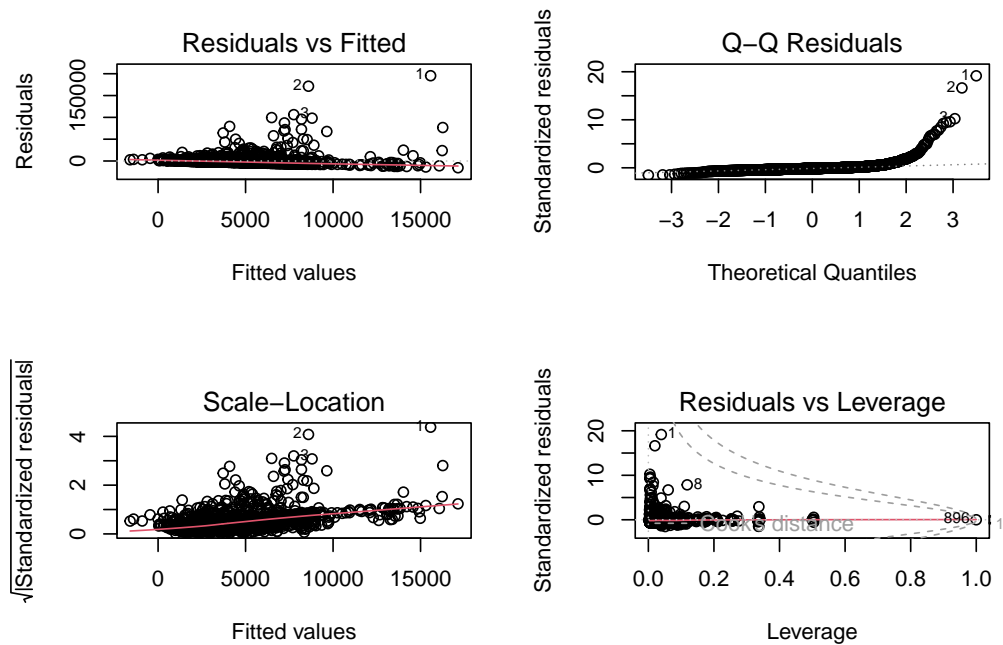 Residuals vs Fitted
Residuals
0 150000
1
2
3
0 5000 10000 15000
Fitted values
Q−Q Residuals
Standardized residuals
0 10 20
1
2
3
−3 −2 −1 0 1 2 3
Theoretical Quantiles
Scale−Location
√|Standardized residuals|
0 2 4
1
2
3
0 5000 10000 15000
Fitted values
Residuals vs Leverage
Standardized residuals
0 10 20
1
8
896
Cook's distance
1
0.0 0.2 0.4 0.6 0.8 1.0
Leverage